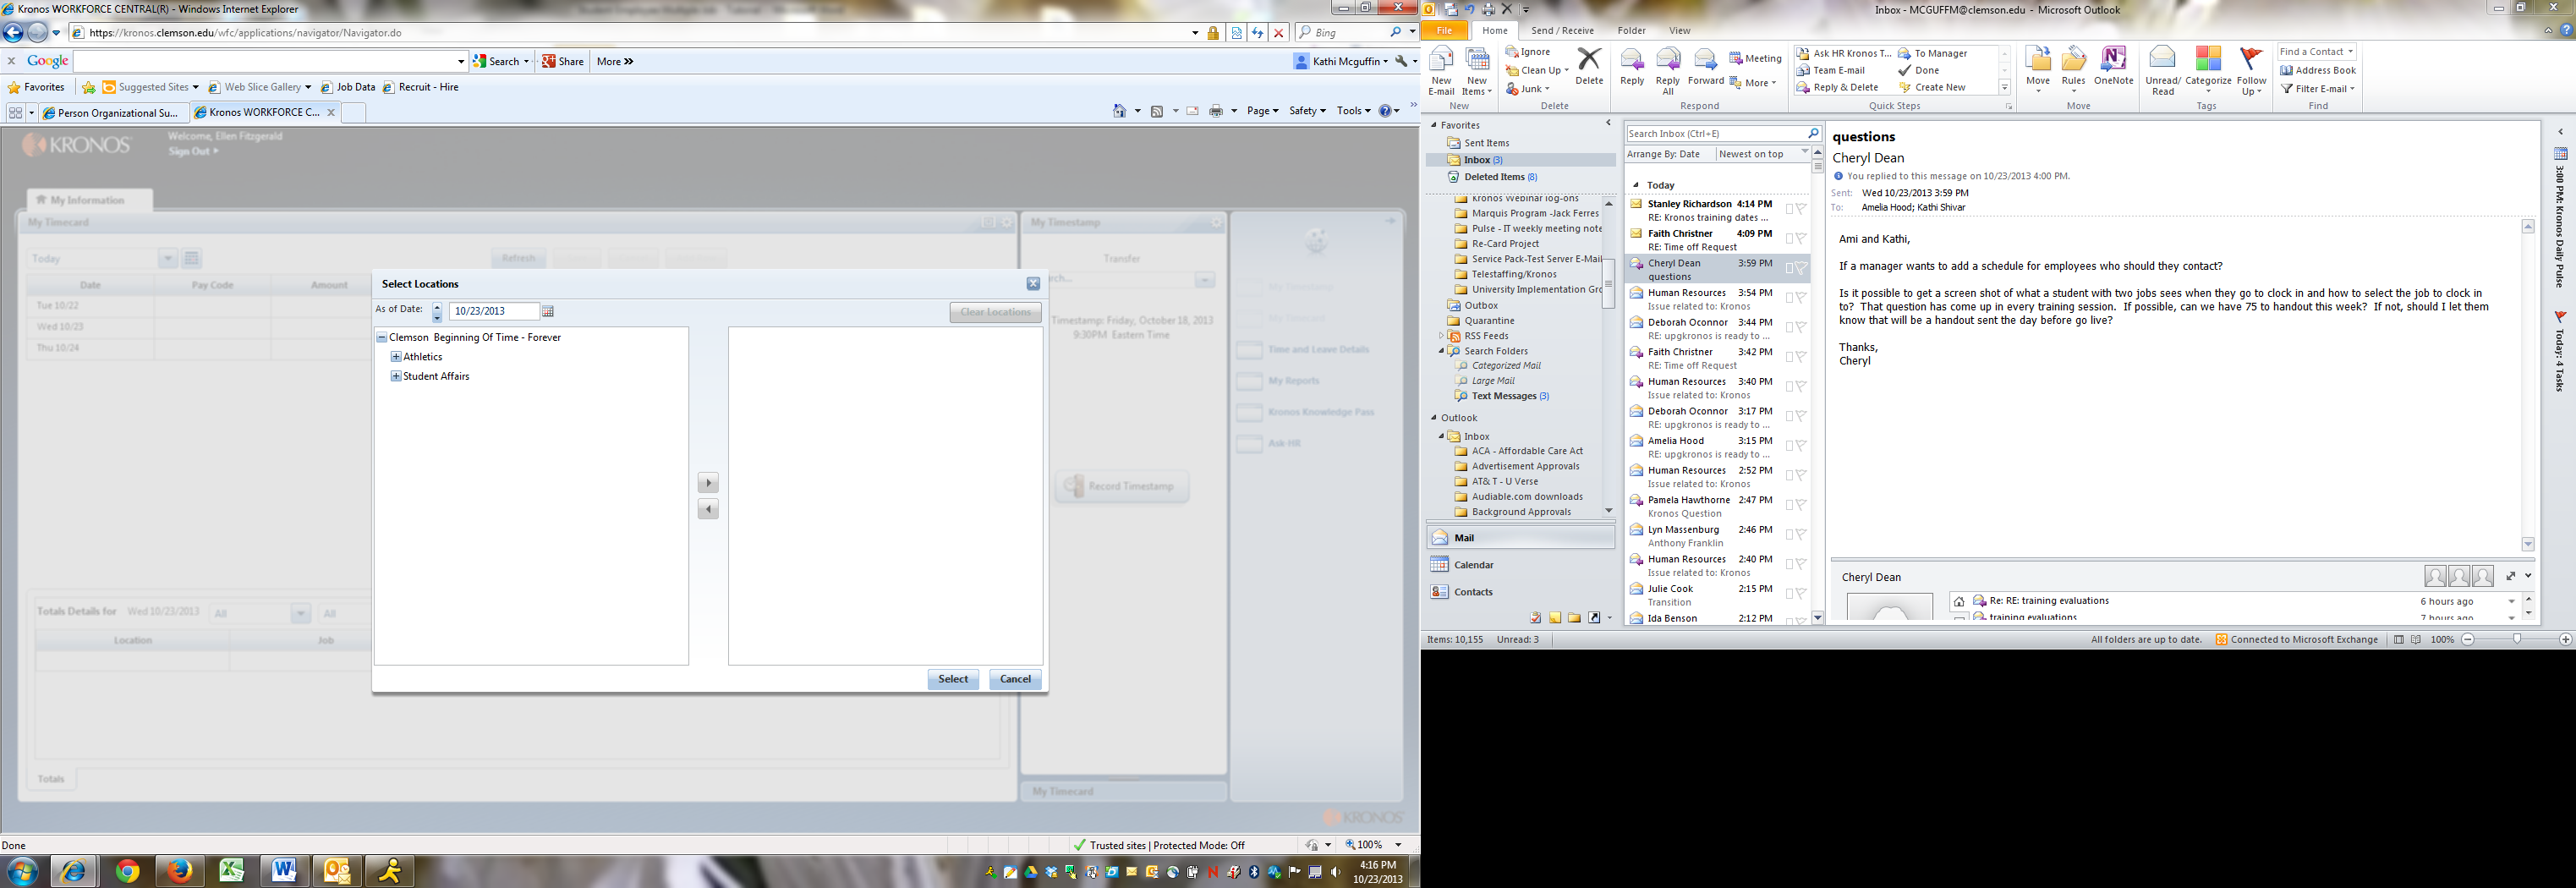 Kronos WORKFORCE CENTRAL(R) - Windows Internet Explorer
https://kronos.clemson.edu/wfc/applications/navigator/Navigator.do
Bing
Google
Search
Share
More »
Kathi Mcguffin
Favorites
Suggested Sites
Web Slice Gallery
Job Data
Recruit - Hire
Person Organizational Su...
Kronos WORKFORCE C...
Page
Safety
Tools
KRONOS
Welcome, Ellen Fitzgerald
Sign Out
My Information
My Timecard
My Timestamp
Today
Refresh
Transfer
Date
Pay Code
Amount
Tue 10/22
Wed 10/23
Thu 10/24
Timestamp: Friday, October 18, 2013
9:30PM Eastern Time
Record Timestamp
My Timestamp
My Timecard
Time and Leave Details
My Reports
Kronos Knowledge Pass
Ask-HR
Select Locations
As of Date:
10/23/2013
Clear Locations
Clemson Beginning Of Time - Forever
Athletics
Student Affairs
Select
Cancel
Totals Details for
Wed 10/23/2013
All
All
Location
Job
Totals
My Timecard
KRONOS
Done
Trusted sites | Protected Mode: Off
100%
4:16 PM
10/23/2013
Inbox - MCGUFFM@clemson.edu - Microsoft Outlook
File
Home
Send / Receive
Folder
View
New E-mail
New Items
New
Ignore
Clean Up
Junk
Delete
Delete
Reply
Reply All
Forward
Meeting
More
Respond
Ask HR Kronos T...
Team E-mail
Reply & Delete
To Manager
Done
Create New
Quick Steps
Move
Rules
OneNote
Move
Unread/ Read
Categorize
Follow Up
Tags
Find a Contact
Address Book
Filter E-mail
Find
Favorites
Sent Items
Inbox (3)
Deleted Items (8)
Kronos Webinar log-ons
Marquis Program -Jack Ferres
Pulse - IT weekly meeting note
Re-Card Project
Service Pack-Test Server E-Mail
Telestaffing/Kronos
University Implementation Gro
Outbox
Quarantine
RSS Feeds
Search Folders
Categorized Mail
Large Mail
Text Messages (3)
Outlook
Inbox
ACA - Affordable Care Act
Advertisement Approvals
AT& T - U Verse
Audiable.com downloads
Background Approvals
Mail
Calendar
Contacts
Search Inbox (Ctrl+E)
Arrange By: Date
Newest on top
Today
Stanley Richardson 4:14 PM
RE: Kronos training dates ...
Faith Christner 4:09 PM
RE: Time off Request
Cheryl Dean 3:59 PM
questions
Human Resources 3:54 PM
Issue related to: Kronos
Deborah Oconnor 3:44 PM
RE: upgkronos is ready to ...
Faith Christner 3:42 PM
RE: Time off Request
Human Resources 3:40 PM
Issue related to: Kronos
Deborah Oconnor 3:17 PM
RE: upgkronos is ready to ...
Amelia Hood 3:15 PM
RE: upgkronos is ready to ...
Human Resources 2:52 PM
Issue related to: Kronos
Pamela Hawthorne 2:47 PM
Kronos Question
Lyn Massenburg 2:46 PM
Anthony Franklin
Human Resources 2:40 PM
Issue related to: Kronos
Julie Cook 2:15 PM
Transition
Ida Benson 2:12 PM
questions
Cheryl Dean
You replied to this message on 10/23/2013 4:00 PM.
Sent: Wed 10/23/2013 3:59 PM
To: Amelia Hood; Kathi Shivar
Ami and Kathi,
If a manager wants to add a schedule for employees who should they contact?
Is it possible to get a screen shot of what a student with two jobs sees when they go to clock in and how to select the job to clock in
to? That question has come up in every training session. If possible, can we have 75 to handout this week? If not, should I let them
know that will be a handout sent the day before go live?
Thanks,
Cheryl
Cheryl Dean
Re: RE: training evaluations
6 hours ago
training evaluations
7 hours ago
3:00 PM: Kronos Daily Pulse
Today: 4 Tasks
Items: 10,155
Unread: 3
All folders are up to date.
Connected to Microsoft Exchange
100%